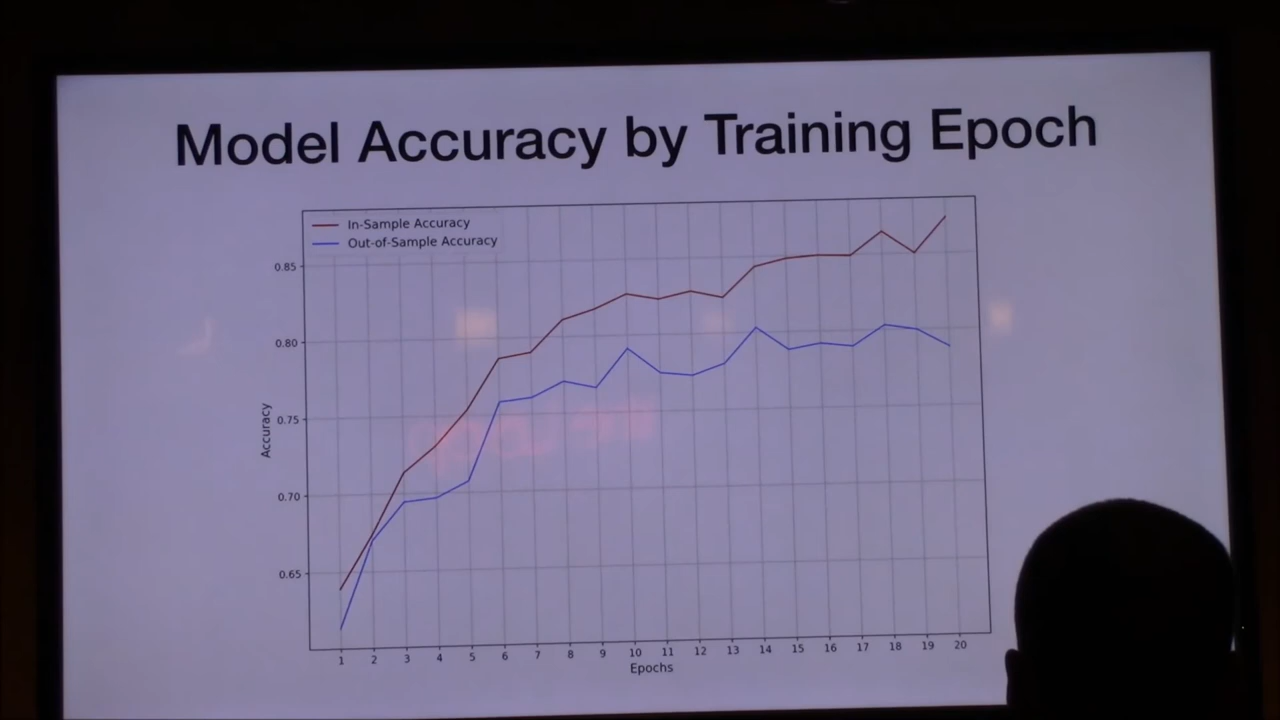 Model Accuracy by Training Epoch
In-Sample Accuracy
Out-of-Sample Accuracy
0.85
0.80
0.75
0.70
0.65
Accuracy
1 2 3 4 5 6 7 8 9 10 11 12 13 14 15 16 17 18 19 20
Epochs